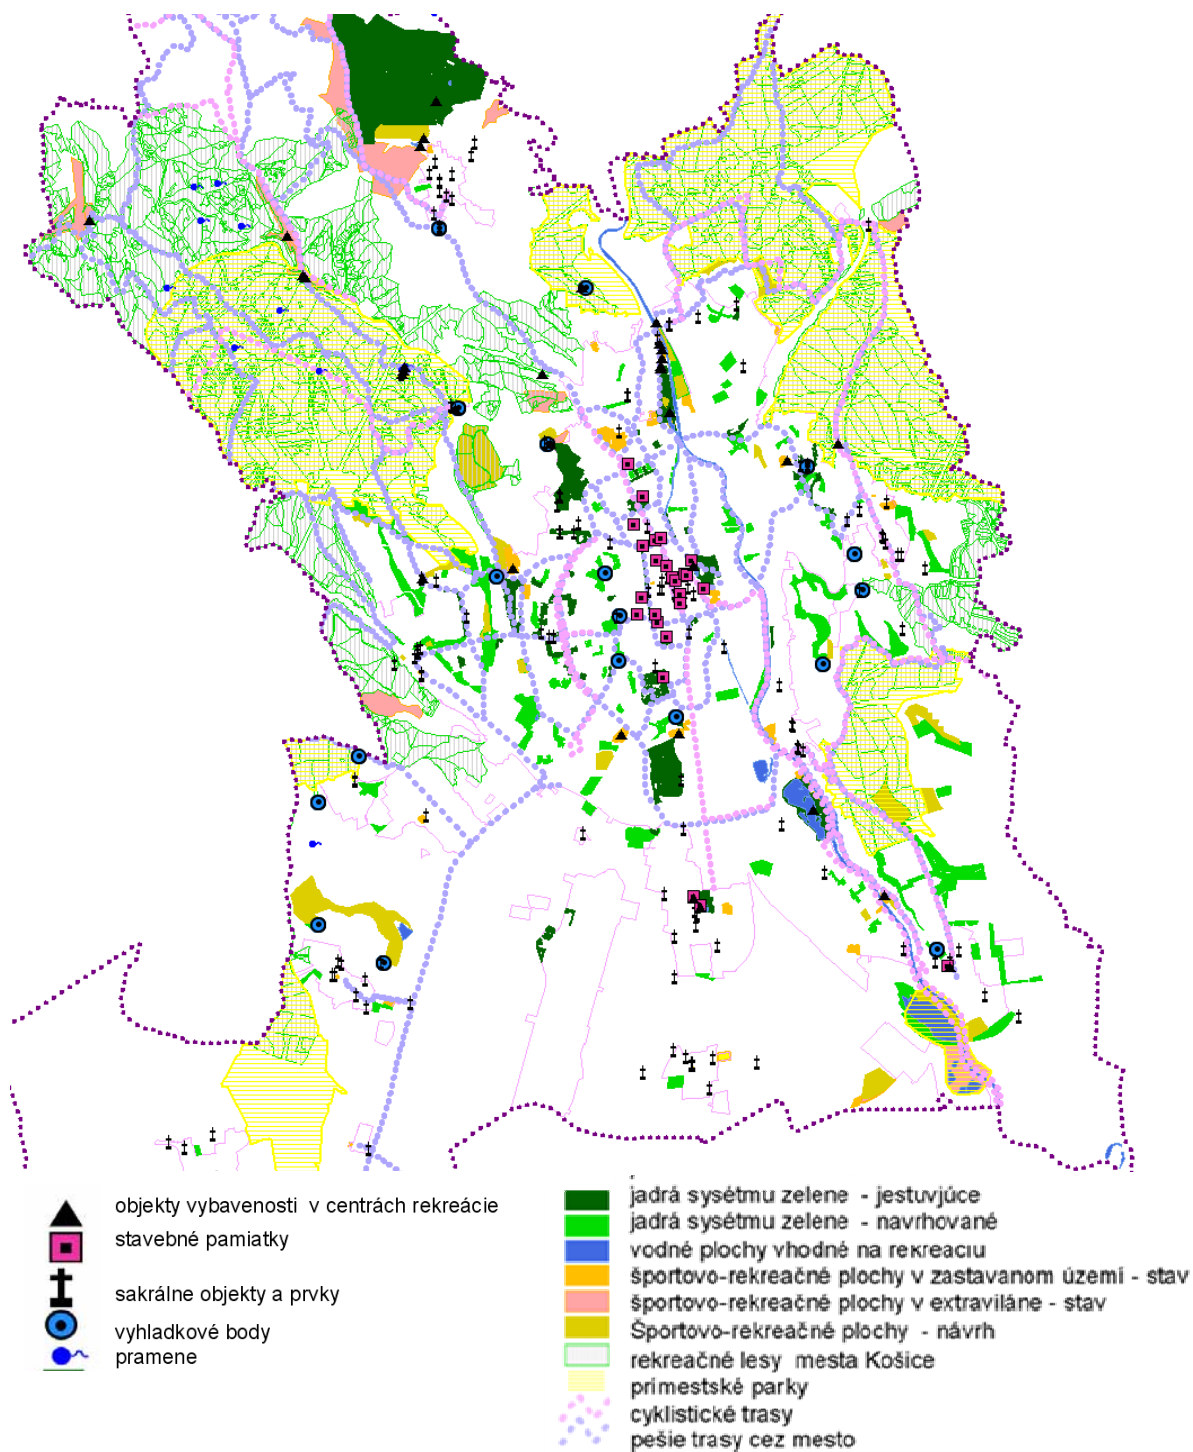 objekty vybavenosti v centrách rekreácie
stavebné pamiatky
sakrálne objekty a prvky
vyhladkové body
pramene
jadrá sysétmu zelene - jestuvjúce
jadrá sysétmu zelene - navrhované
vodné plochy vhodné na rekreaciu
športovo-rekreačné plochy v zastavanom území - stav
športovo-rekreačné plochy v extraviláne - stav
Športovo-rekreačné plochy - návrh
rekreačné lesy mesta Košice
primestské parky
cyklistické trasy
pešie trasy cez mesto